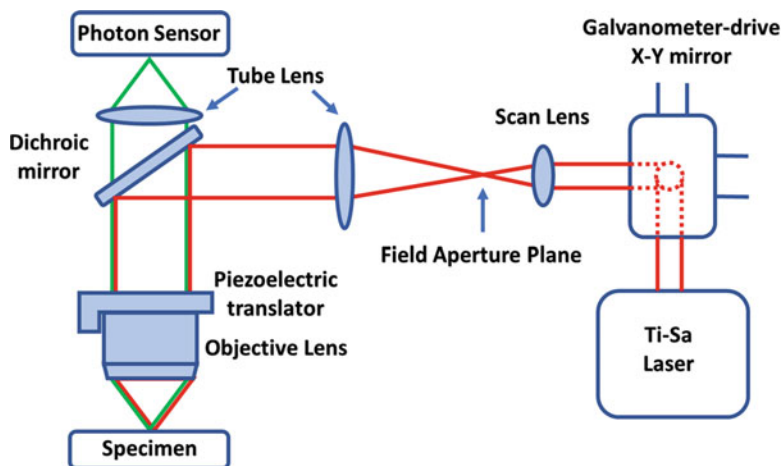 Photon Sensor
Galvanometer-drive
X-Y mirror
Tube Lens
Scan Lens
Dichroic
mirror
Field Aperture Plane
Piezoelectric
translator
Objective Lens
Ti-Sa
Laser
Specimen